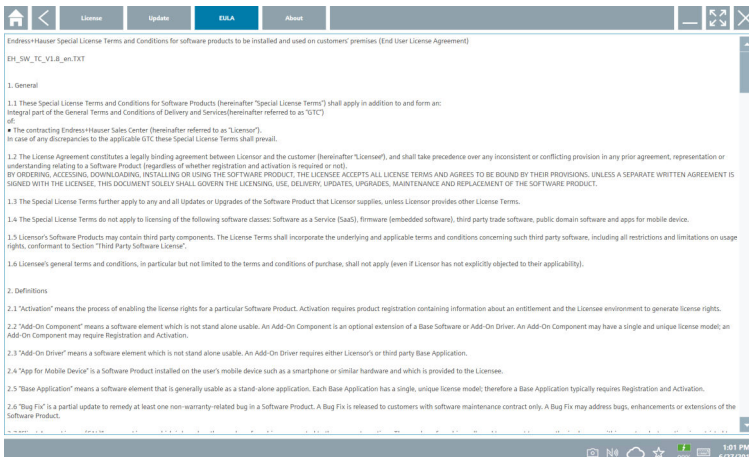 License
Update
EULA
About
Endress+Hauser Special License Terms and Conditions for software products to be installed and used on customers' premises (End User License Agreement)
EH_SW_TC_V1.8_en.TXT
1. General
1.1 These Special License Terms and Conditions for Software Products (hereinafter "Special License Terms") shall apply in addition to and form an:
Integral part of the General Terms and Conditions of Delivery and Services(hereinafter referred to as "GTC")
of:
▪ The contracting Endress+Hauser Sales Center (hereinafter referred to as "Licensor").
In case of any discrepancies to the applicable GTC these Special License Terms shall prevail.
1.2 The License Agreement constitutes a legally binding agreement between Licensor and the customer (hereinafter "Licensee"), and shall take precedence over any inconsistent or conflicting provision in any prior agreement, representation or
understanding relating to a Software Product (regardless of whether registration and activation is required or not).
BY ORDERING, ACCESSING, DOWNLOADING, INSTALLING OR USING THE SOFTWARE PRODUCT, THE LICENSEE ACCEPTS ALL LICENSE TERMS AND AGREES TO BE BOUND BY THEIR PROVISIONS. UNLESS A SEPARATE WRITTEN AGREEMENT IS
SIGNED WITH THE LICENSEE, THIS DOCUMENT SOLELY SHALL GOVERN THE LICENSING, USE, DELIVERY, UPDATES, UPGRADES, MAINTENANCE AND REPLACEMENT OF THE SOFTWARE PRODUCT.
1.3 The Special License Terms further apply to any and all Updates or Upgrades of the Software Product that Licensor supplies, unless Licensor provides other License Terms.
1.4 The Special License Terms do not apply to licensing of the following software classes: Software as a Service (SaaS), firmware (embedded software), third party trade software, public domain software and apps for mobile device.
1.5 Licensor's Software Products may contain third party components. The License Terms shall incorporate the underlying and applicable terms and conditions concerning such third party software, including all restrictions and limitations on usage
rights, conformant to Section "Third Party Software License".
1.6 Licensee's general terms and conditions, in particular but not limited to the terms and conditions of purchase, shall not apply (even if Licensor has not explicitly objected to their applicability).
2. Definitions
2.1 "Activation" means the process of enabling the license rights for a particular Software Product. Activation requires product registration containing information about an entitlement and the Licensee environment to generate license rights.
2.2 "Add-On Component" means a software element which is not stand alone usable. An Add-On Component is an optional extension of a Base Software or Add-On Driver. An Add-On Component may have a single and unique license model; an
Add-On Component may require Registration and Activation.
2.3 "Add-On Driver" means a software element which is not stand alone usable. An Add-On Driver requires either Licensor's or third party Base Application.
2.4 "App for Mobile Device" is a Software Product installed on the user's mobile device such as a smartphone or similar hardware and which is provided to the Licensee.
2.5 "Base Application" means a software element that is generally usable as a stand-alone application. Each Base Application has a single, unique license model; therefore a Base Application typically requires Registration and Activation.
2.6 "Bug Fix" is a partial update to remedy at least one non-warranty-related bug in a Software Product. A Bug Fix is released to customers with software maintenance contract only. A Bug Fix may address bugs, enhancements or extensions of the
Software Product.
1:01 PM